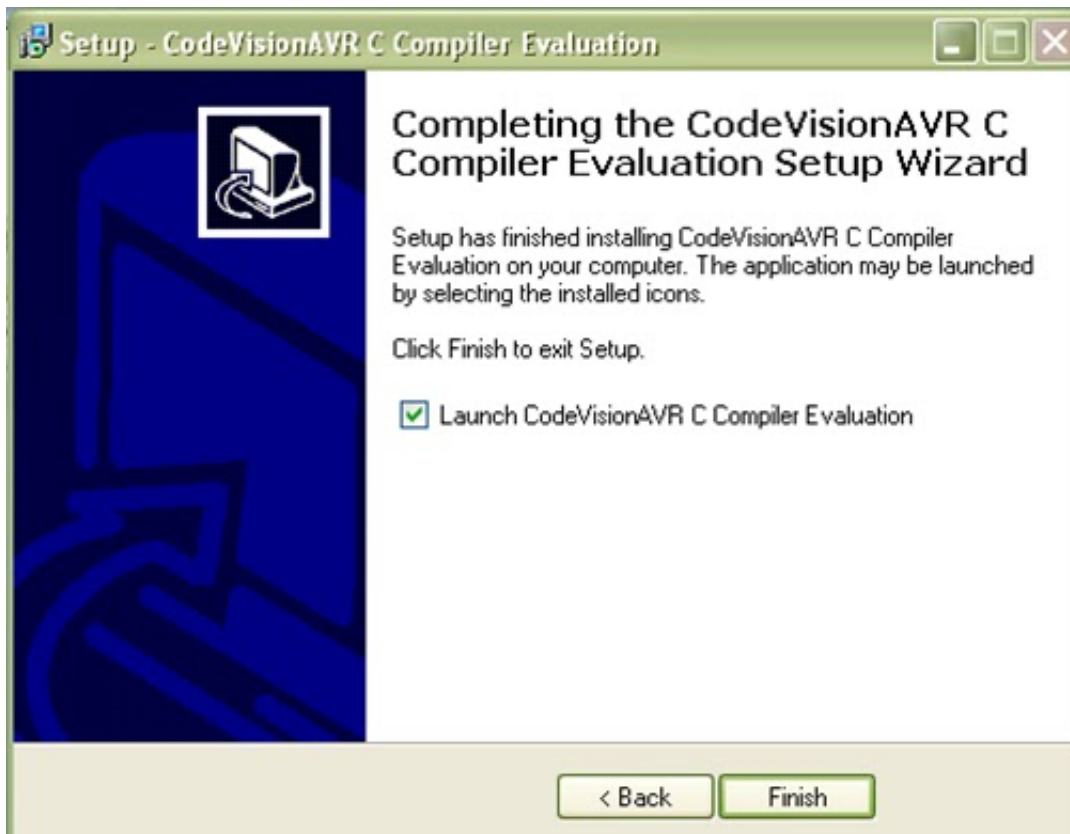 Setup - CodeVisionAVR C Compiler Evaluation
Completing the CodeVisionAVR C
Compiler Evaluation Setup Wizard
Setup has finished installing CodeVisionAVR C Compiler
Evaluation on your computer. The application may be launched
by selecting the installed icons.
Click Finish to exit Setup.
Launch CodeVisionAVR C Compiler Evaluation
< Back
Finish